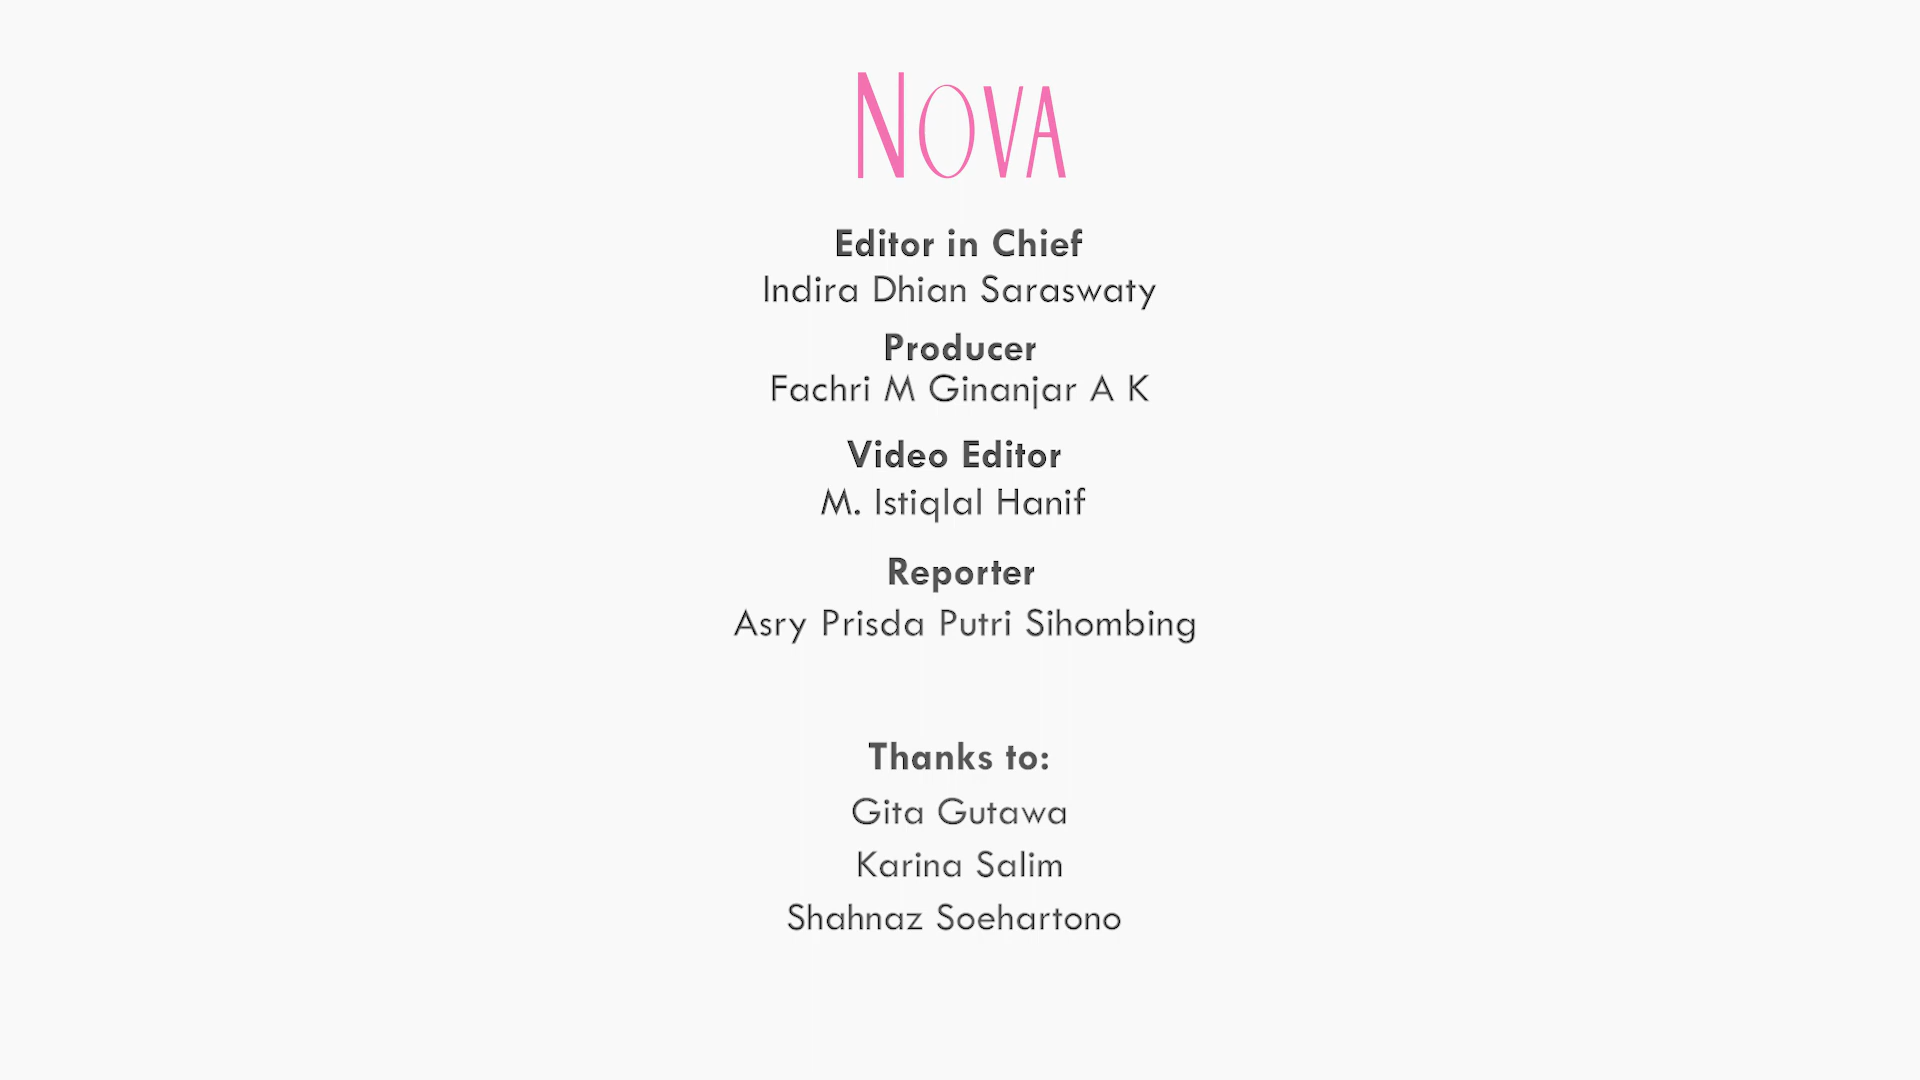 NOVA
Editor in Chief
Indira Dhian Saraswaty
Producer
Fachri M Ginanjar A K
Video Editor
M. Istiqlal Hanif
Reporter
Asry Prisda Putri Sihombing
Thanks to:
Gita Gutawa
Karina Salim
Shahnaz Soehartono